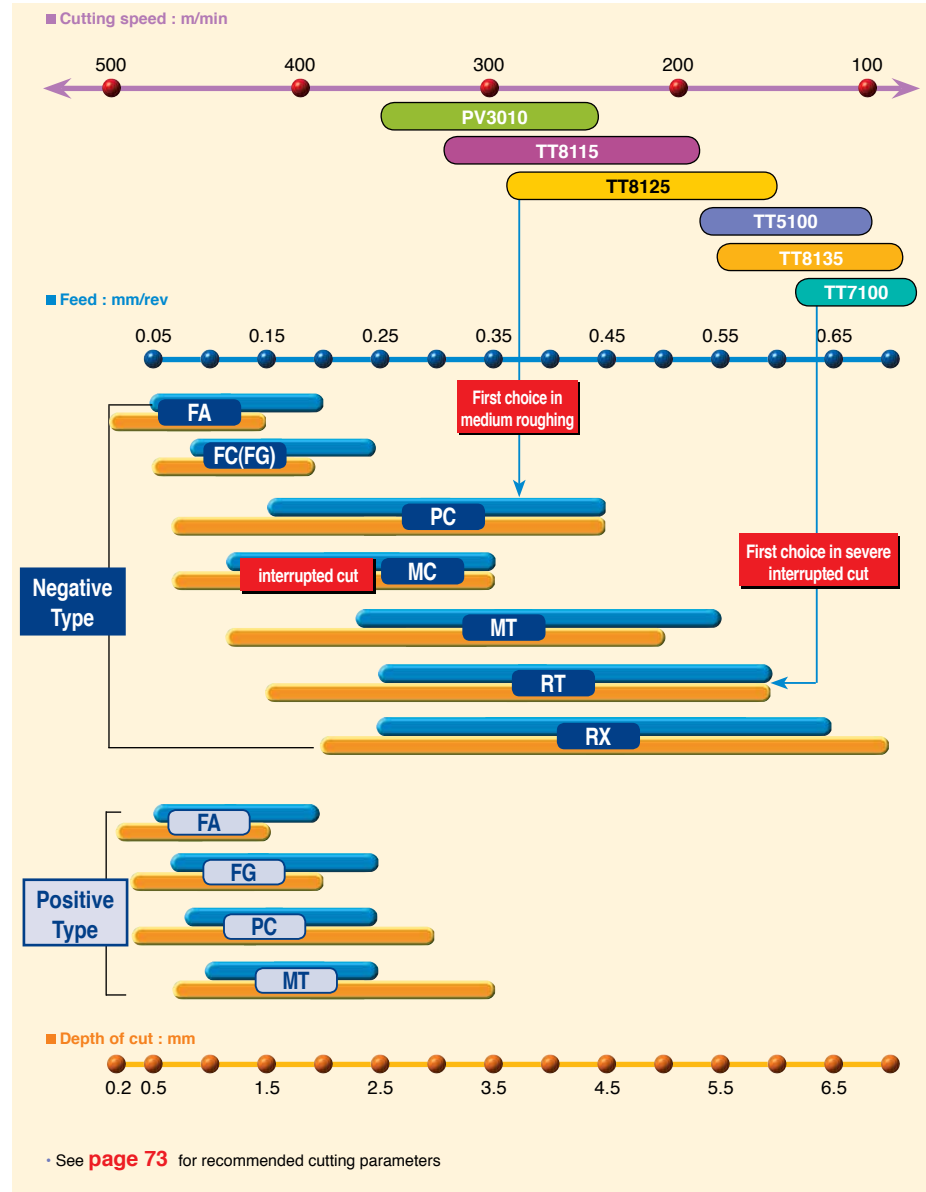 Cutting speed : m/min
500 400 300 200 100
PV3010
TT8115
TT8125
TT5100
TT8135
TT7100
Feed : mm/rev
0.05 0.15 0.25 0.35 0.45 0.55 0.65
First choice in
medium roughing
FA
FC(FG)
PC
First choice in severe
interrupted cut
interrupted cut
MC
Negative
Type
MT
RT
RX
FA
FG
Positive
Type
PC
MT
Depth of cut : mm
0.2 0.5 1.5 2.5 3.5 4.5 5.5 6.5
• See page 73 for recommended cutting parameters